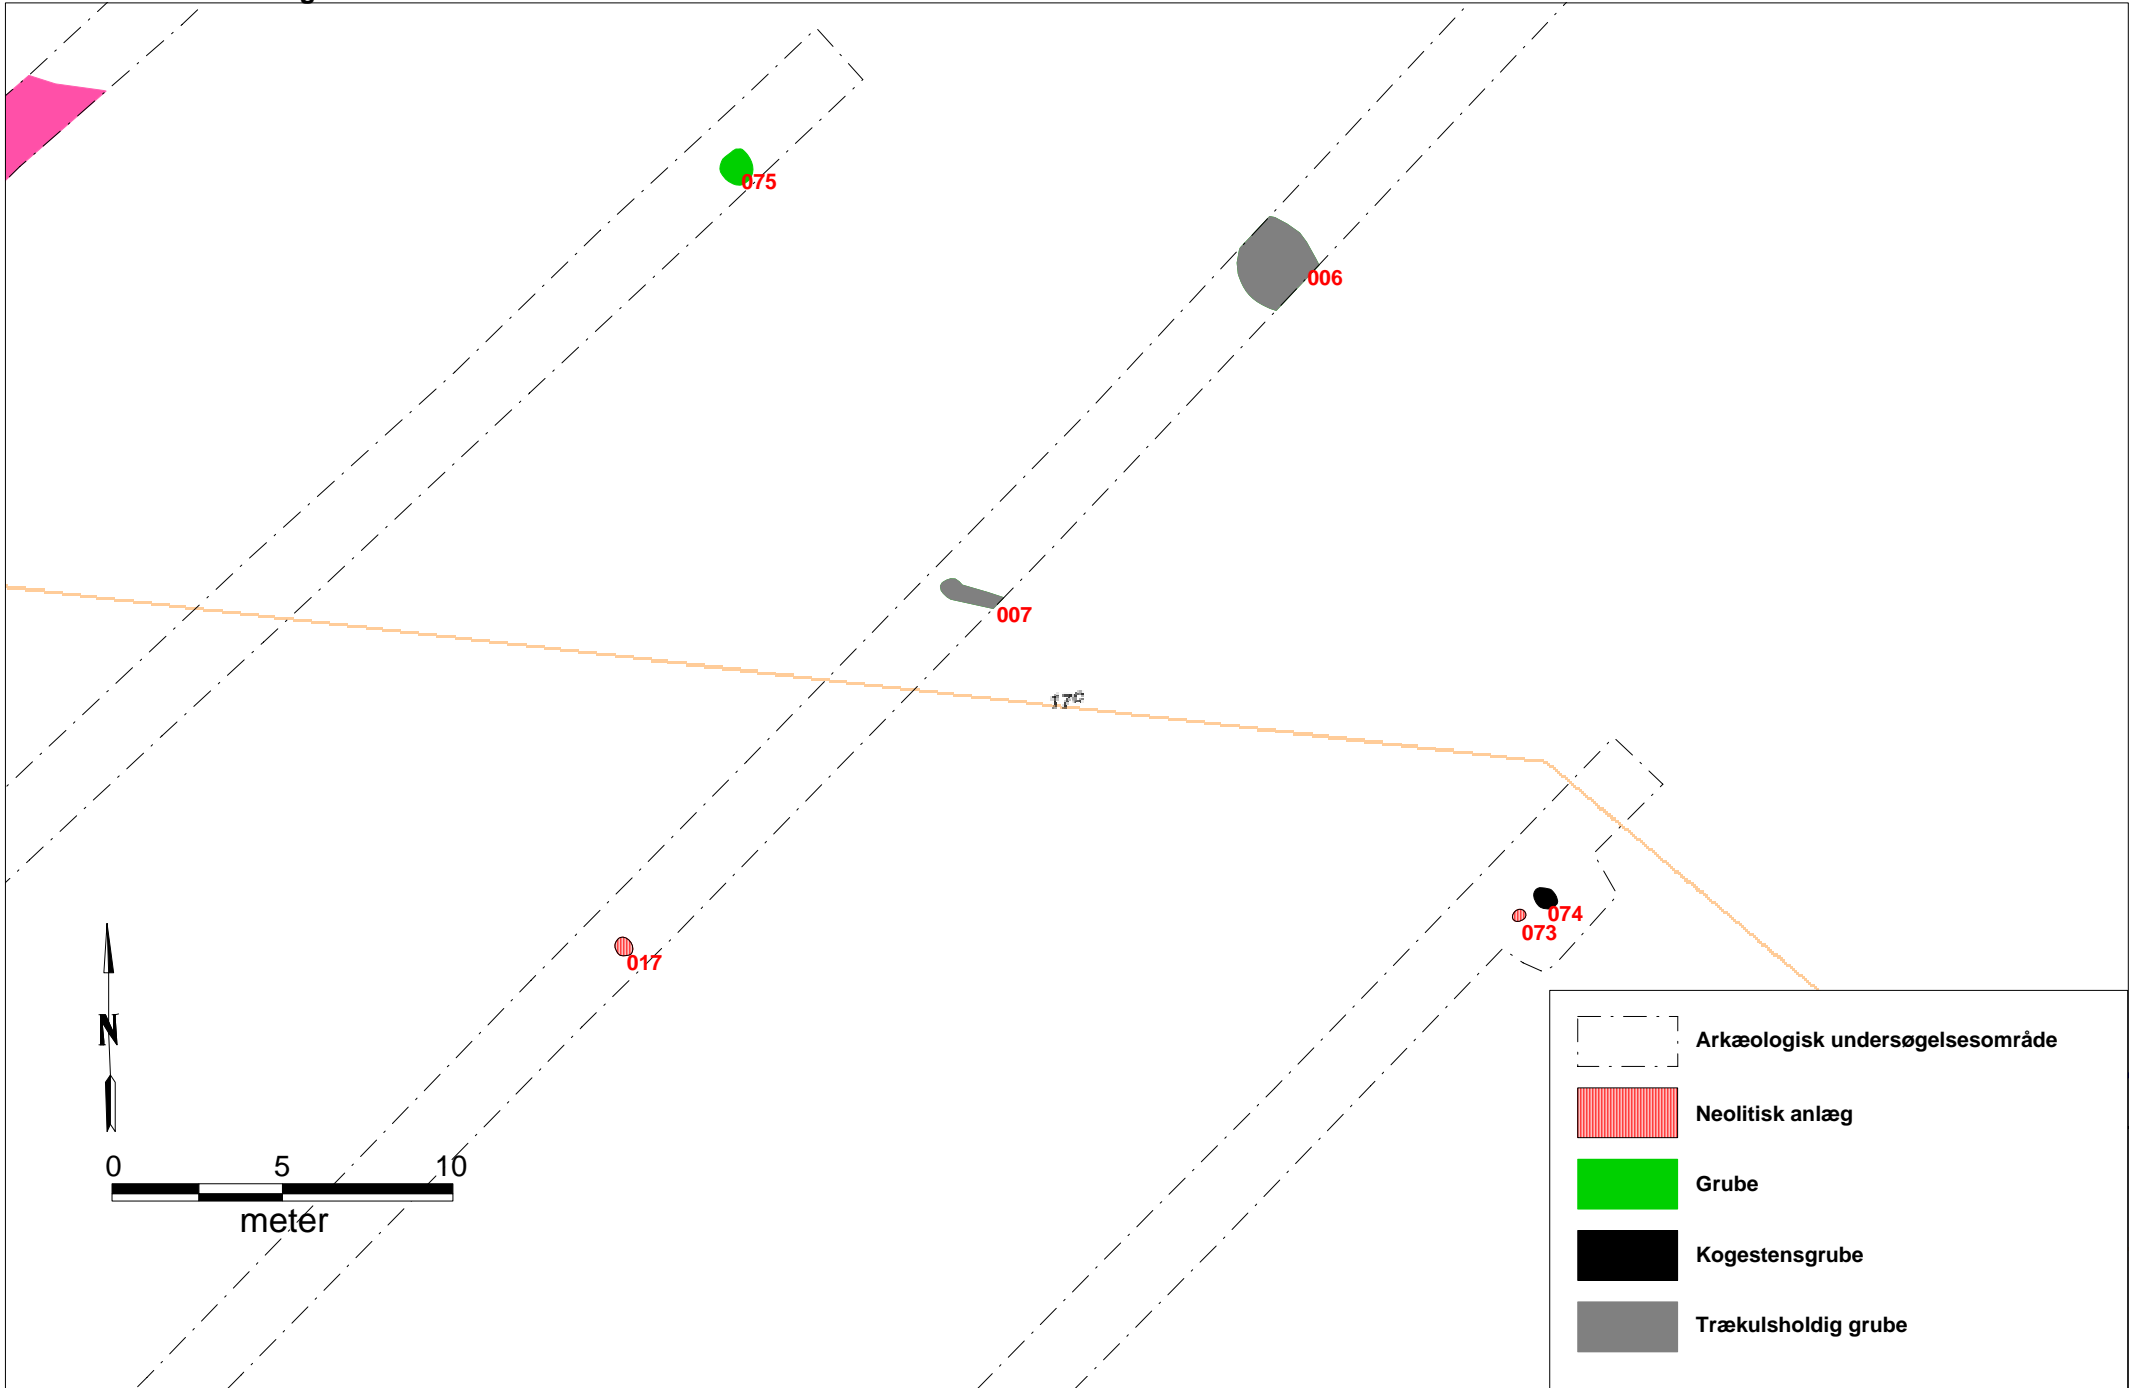 075
006
007
017
074
073
N
0 5 10
meter
Arkæologisk undersøgelsesområde
Neolitisk anlæg
Grube
Kogestensgrube
Trækulsholdig grube